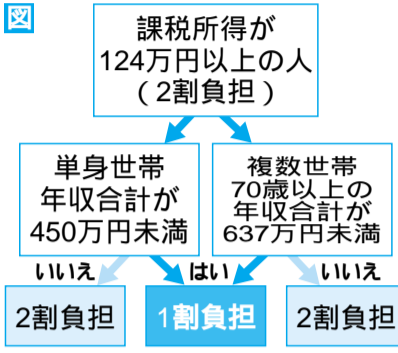 図
課税所得が
124万円以上の人
（2割負担）
単身世帯
年収合計が
450万円未満
複数世帯
70歳以上の
年収合計が
637万円未満
いいえ
はい
いいえ
2割負担
1割負担
2割負担